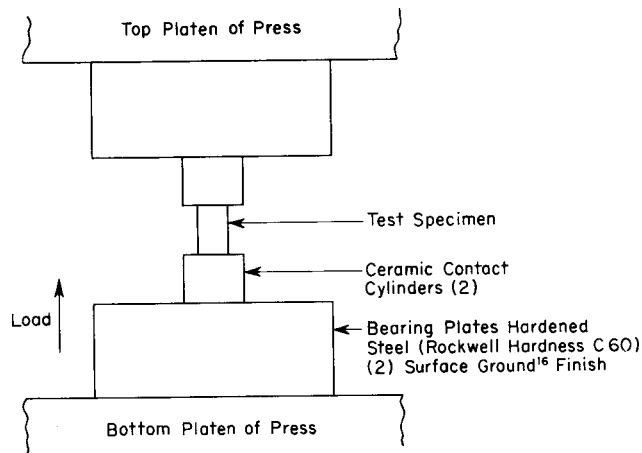 Top Platen of Press
Test Specimen
Ceramic Contact
Cylinders (2)
Load
Bearing Plates Hardened
Steel (Rockwell Hardness C 60)
(2) Surface Ground¹⁶ Finish
Bottom Platen of Press